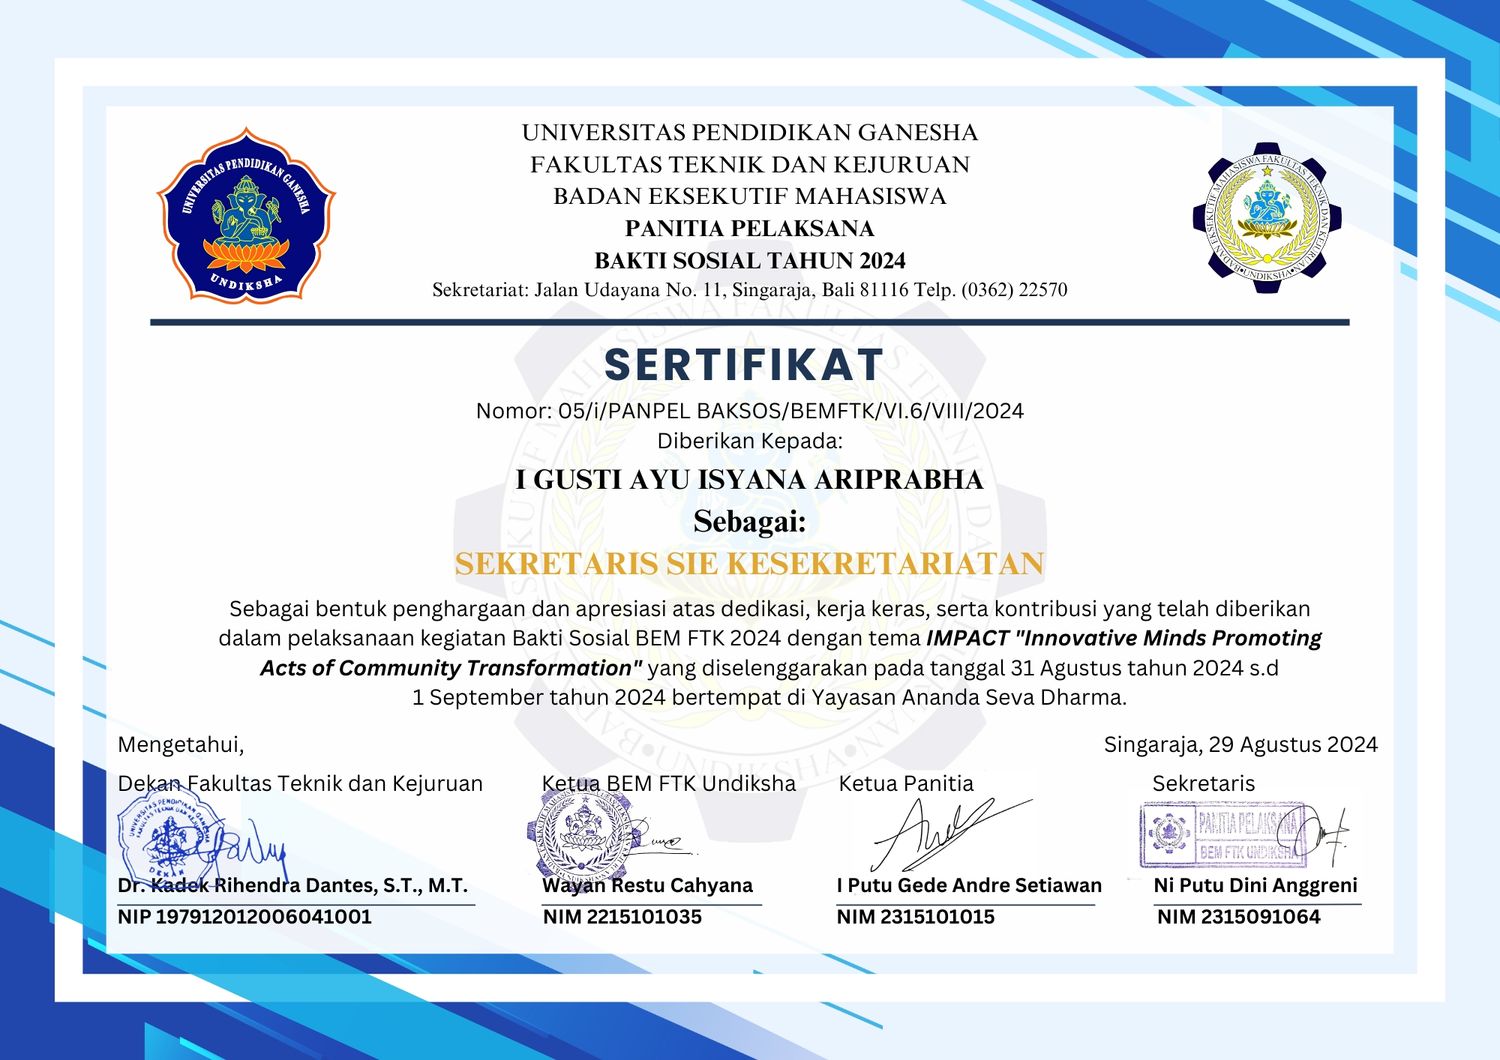 UNIVERSITAS PENDIDIKAN GANESHA
FAKULTAS TEKNIK DAN KEJURUAN
BADAN EKSEKUTIF MAHASISWA
PANITIA PELAKSANA
BAKTI SOSIAL TAHUN 2024
Sekretariat: Jalan Udayana No. 11, Singaraja, Bali 81116 Telp. (0362) 22570
UNIVERSITAS PENDIDIKAN GANESHA
UNDIKSHA
BADAN EKSEKUTIF MAHASISWA FAKULTAS TEKNIK DAN KEJURUAN
•UNDIKSHA•
SERTIFIKAT
Nomor: 05/i/PANPEL BAKSOS/BEMFTK/VI.6/VIII/2024
Diberikan Kepada:
I GUSTI AYU ISYANA ARIPRABHA
Sebagai:
SEKRETARIS SIE KESEKRETARIATAN
Sebagai bentuk penghargaan dan apresiasi atas dedikasi, kerja keras, serta kontribusi yang telah diberikan
dalam pelaksanaan kegiatan Bakti Sosial BEM FTK 2024 dengan tema IMPACT "Innovative Minds Promoting
Acts of Community Transformation" yang diselenggarakan pada tanggal 31 Agustus tahun 2024 s.d
1 September tahun 2024 bertempat di Yayasan Ananda Seva Dharma.
Mengetahui,
Singaraja, 29 Agustus 2024
Dekan Fakultas Teknik dan Kejuruan
Ketua BEM FTK Undiksha
Ketua Panitia
Sekretaris
DEKAN
PANITIA PELAKSANA
BEM FTK UNDIKSHA
Dr. Kadek Rihendra Dantes, S.T., M.T.
Wayan Restu Cahyana
I Putu Gede Andre Setiawan
Ni Putu Dini Anggreni
NIP 197912012006041001
NIM 2215101035
NIM 2315101015
NIM 2315091064